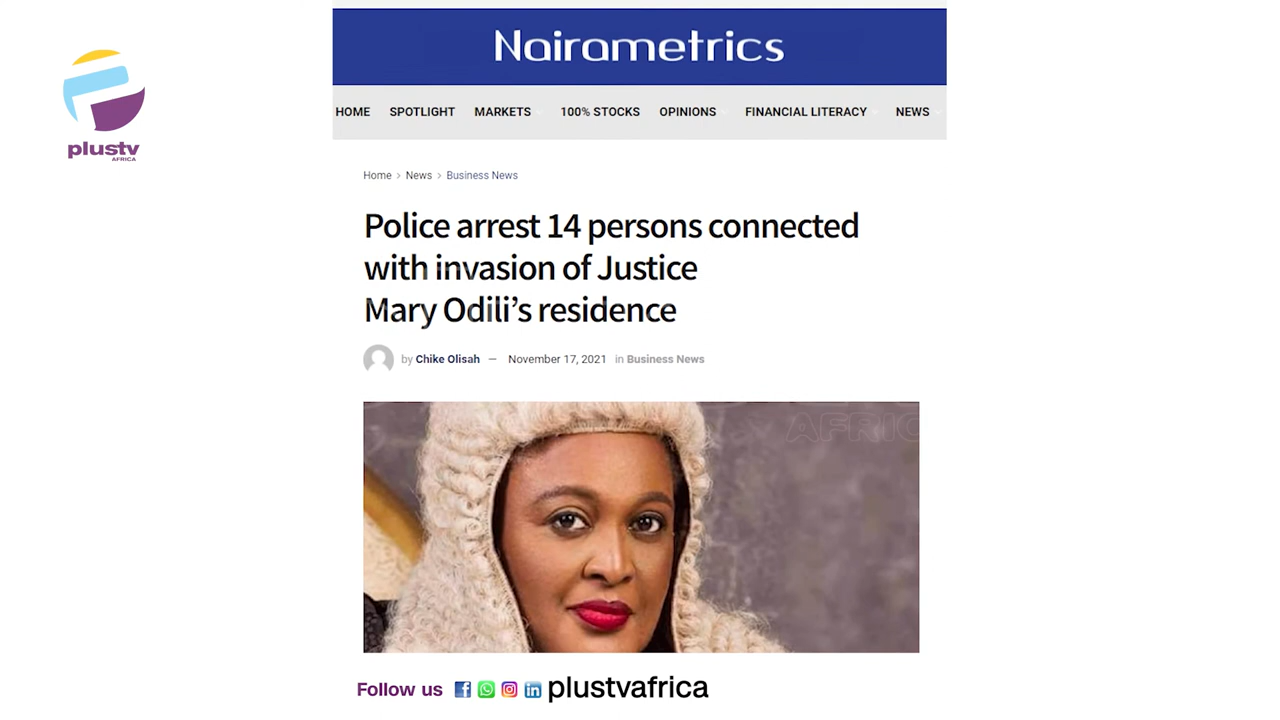 plustv
AFRICA
Nairametrics
HOME SPOTLIGHT MARKETS 100% STOCKS OPINIONS FINANCIAL LITERACY NEWS
Home > News > Business News
Police arrest 14 persons connected
with invasion of Justice
Mary Odili’s residence
by Chike Olisah — November 17, 2021 in Business News
AFRIC
Follow us plustvafrica